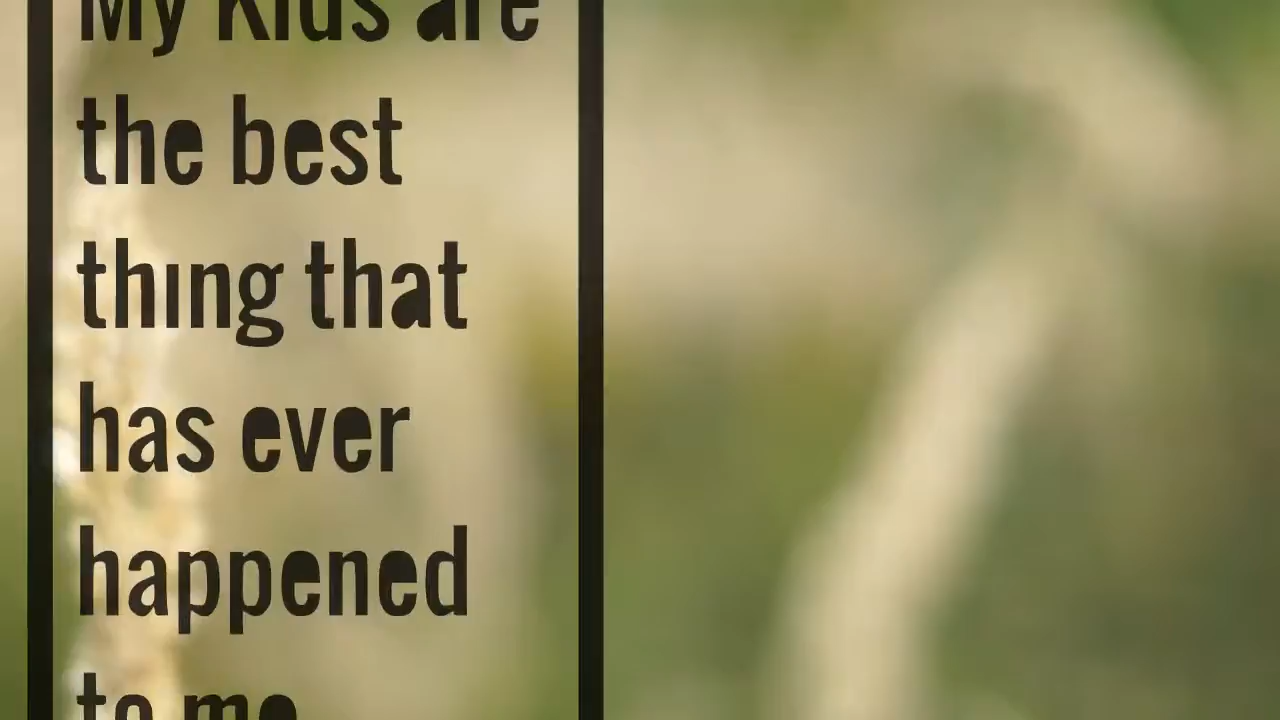 My Kids are
the best
thing that
has ever
happened
to me